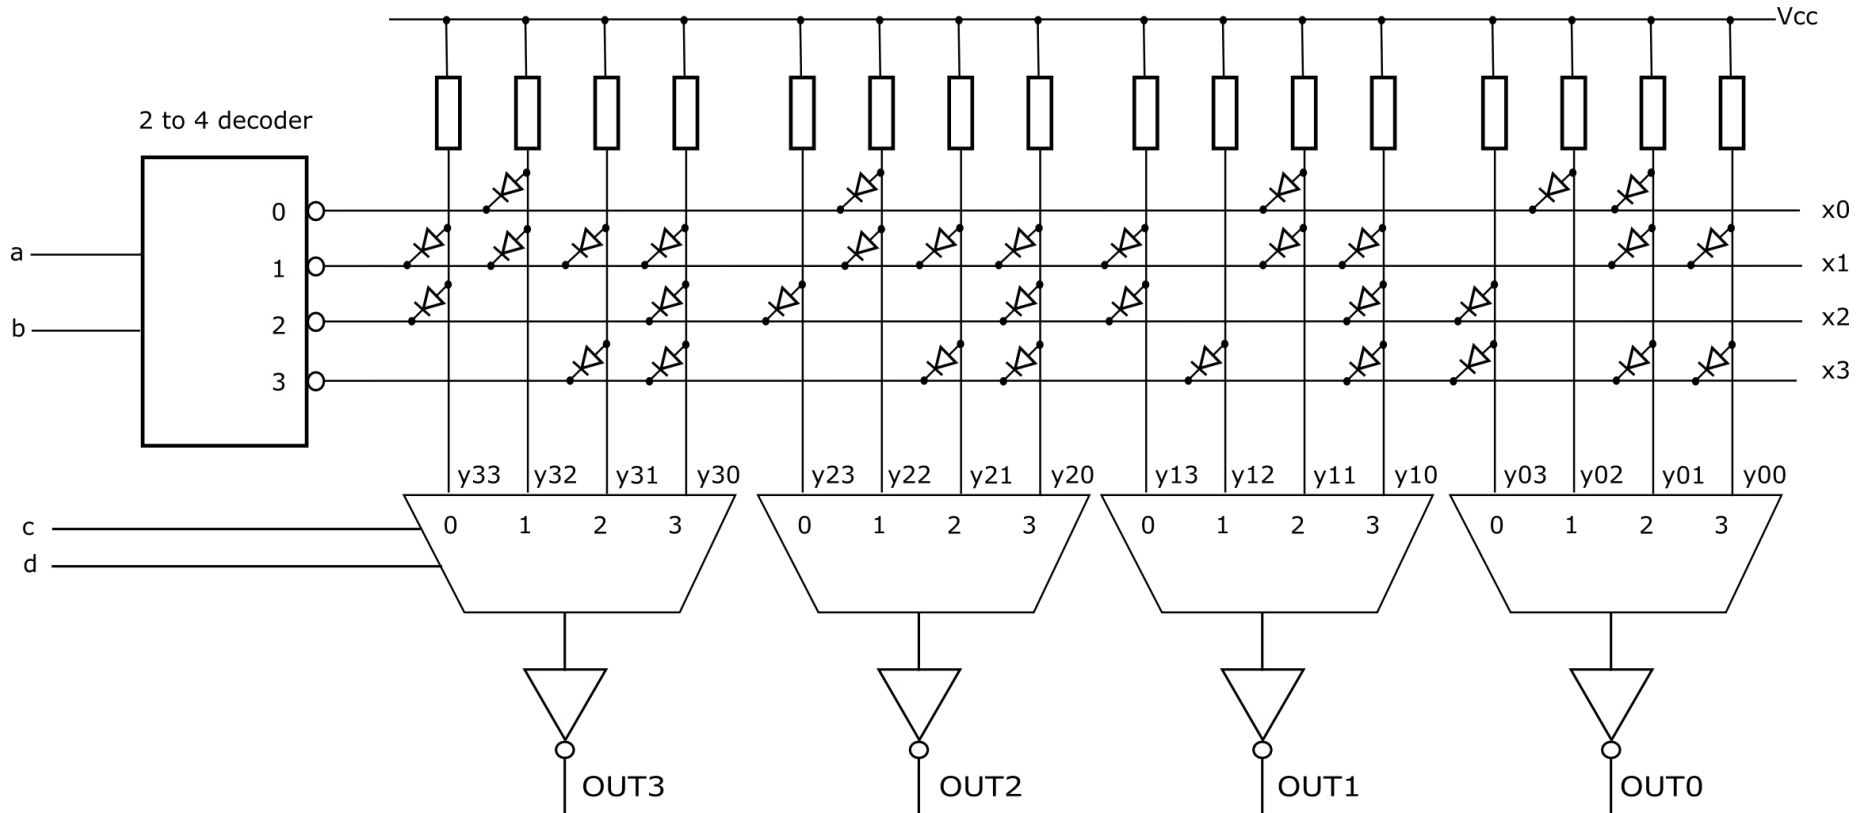 Vcc
2 to 4 decoder
0 x0
a
1 x1
b 2 x2
3 x3
y33 y32 y31 y30 y23 y22 y21 y20 y13 y12 y11 y10 y03 y02 y01 y00
c 0 1 2 3 0 1 2 3 0 1 2 3 0 1 2 3
d
OUT3 OUT2 OUT1 OUT0